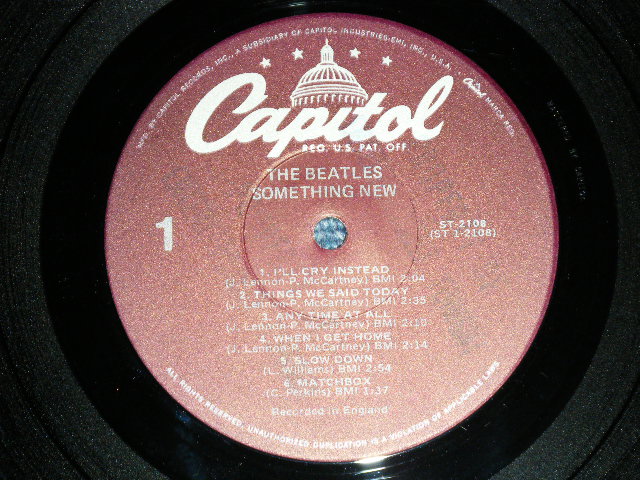 MFD. BY CAPITOL RECORDS, INC., A SUBSIDIARY OF CAPITOL INDUSTRIES-EMI, INC., U.S.A.
Capitol
REG. U.S. PAT. OFF.
THE BEATLES
SOMETHING NEW
1
ST-2108
(ST 1-2108)
1. I'LL CRY INSTEAD
(J. Lennon-P. McCartney) BMI 2:04
2. THINGS WE SAID TODAY
(J. Lennon-P. McCartney) BMI 2:35
3. ANY TIME AT ALL
(J. Lennon-P. McCartney) BMI 2:10
4. WHEN I GET HOME
(J. Lennon-P. McCartney) BMI 2:14
5. SLOW DOWN
(L. Williams) BMI 2:54
6. MATCHBOX
(C. Perkins) BMI 1:37
Recorded in England
ALL RIGHTS RESERVED. UNAUTHORIZED DUPLICATION IS A VIOLATION OF APPLICABLE LAWS.